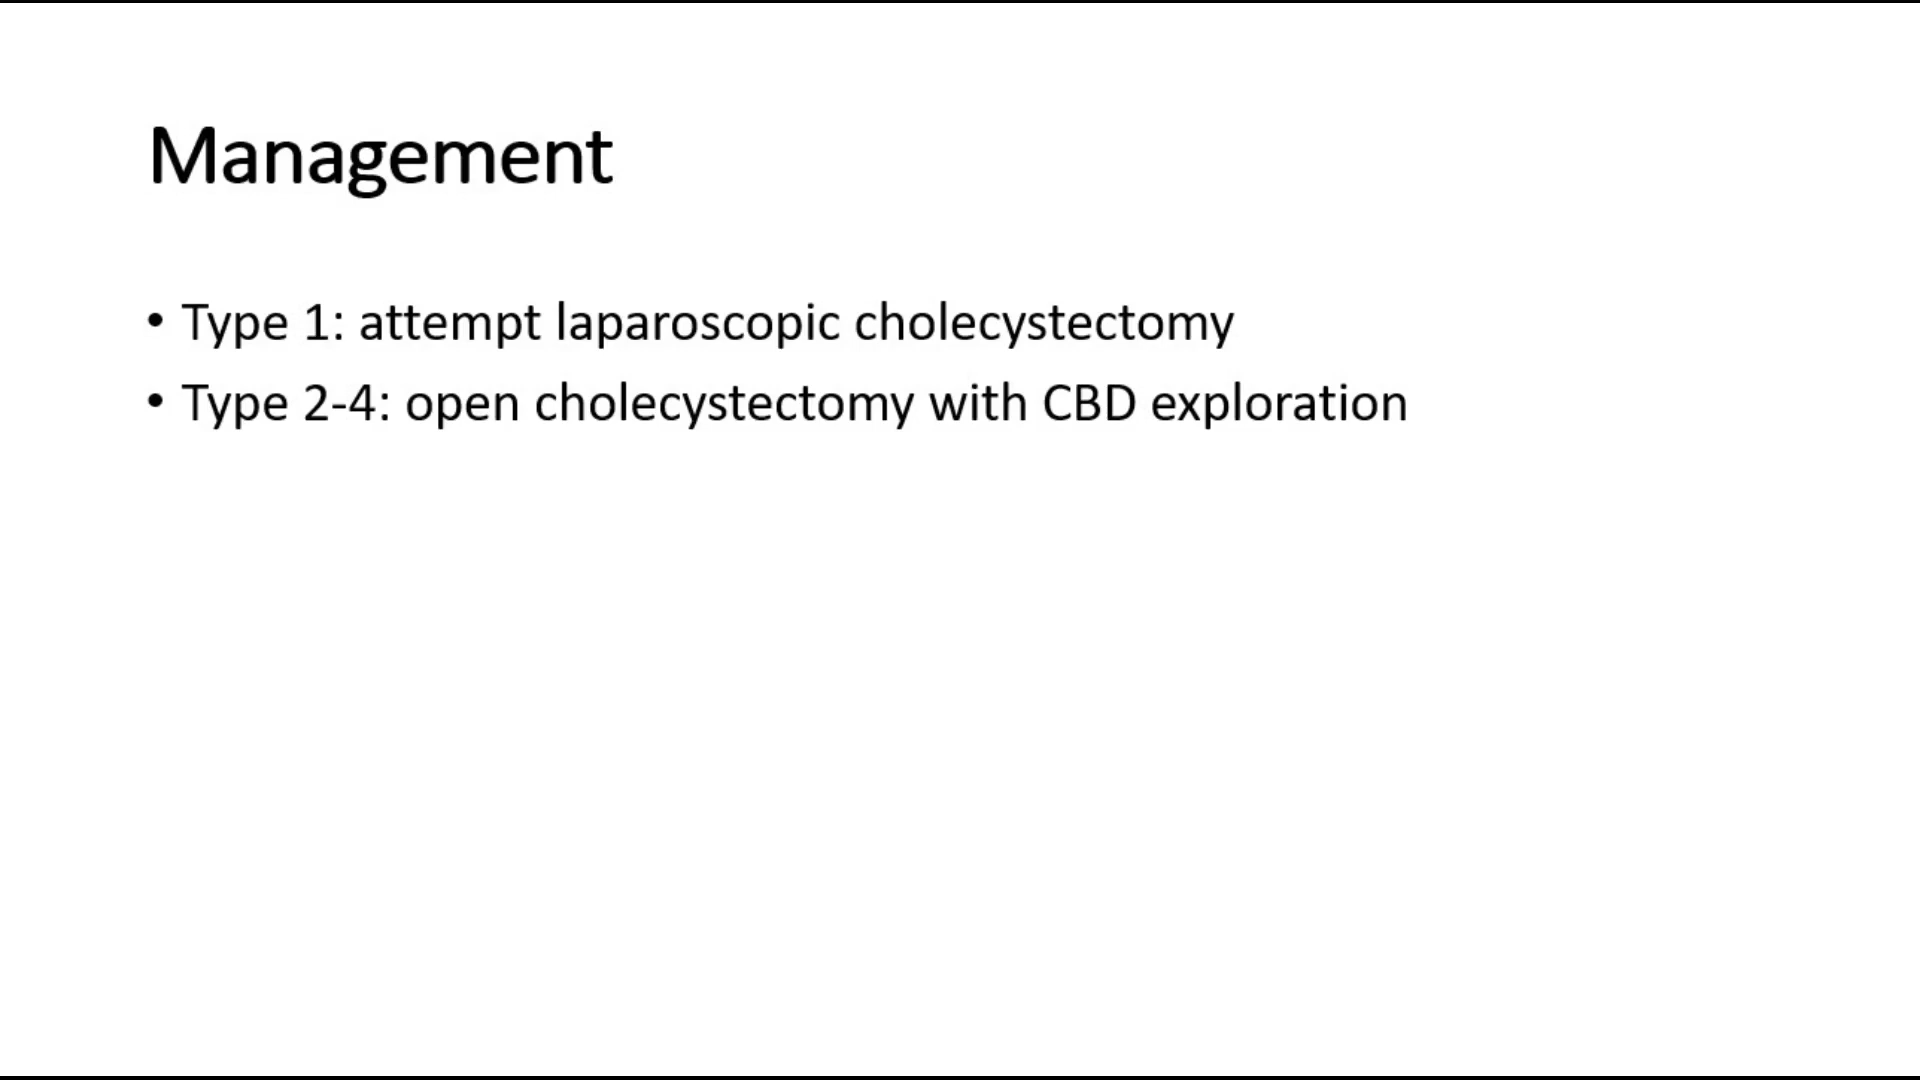 Management
• Type 1: attempt laparoscopic cholecystectomy
• Type 2-4: open cholecystectomy with CBD exploration